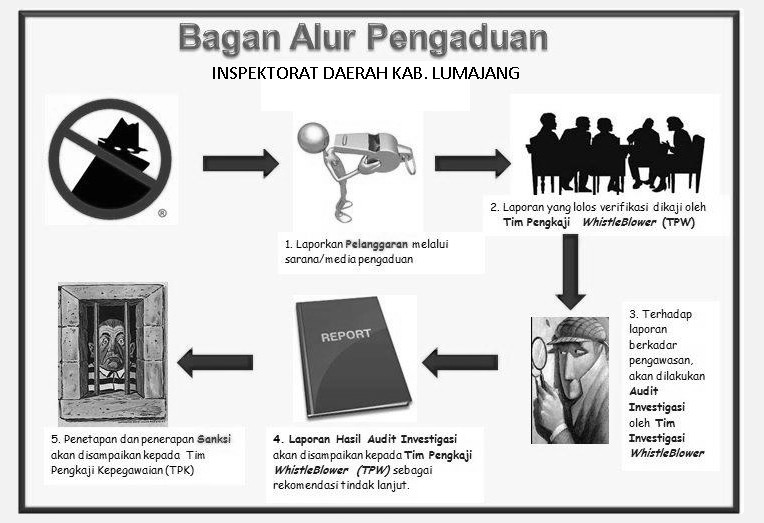 Bagan Alur Pengaduan
INSPEKTORAT DAERAH KAB. LUMAJANG
®
1. Laporkan Pelanggaran melalui
sarana/media pengaduan
2. Laporan yang lolos verifikasi dikaji oleh
Tim Pengkaji WhistleBlower (TPW)
3. Terhadap
laporan
berkadar
pengawasan,
akan dilakukan
Audit
Investigasi
oleh Tim
Investigasi
WhistleBlower
REPORT
4. Laporan Hasil Audit Investigasi
akan disampaikan kepada Tim Pengkaji
WhistleBlower (TPW) sebagai
rekomendasi tindak lanjut.
5. Penetapan dan penerapan Sanksi
akan disampaikan kepada Tim
Pengkaji Kepegawaian (TPK)